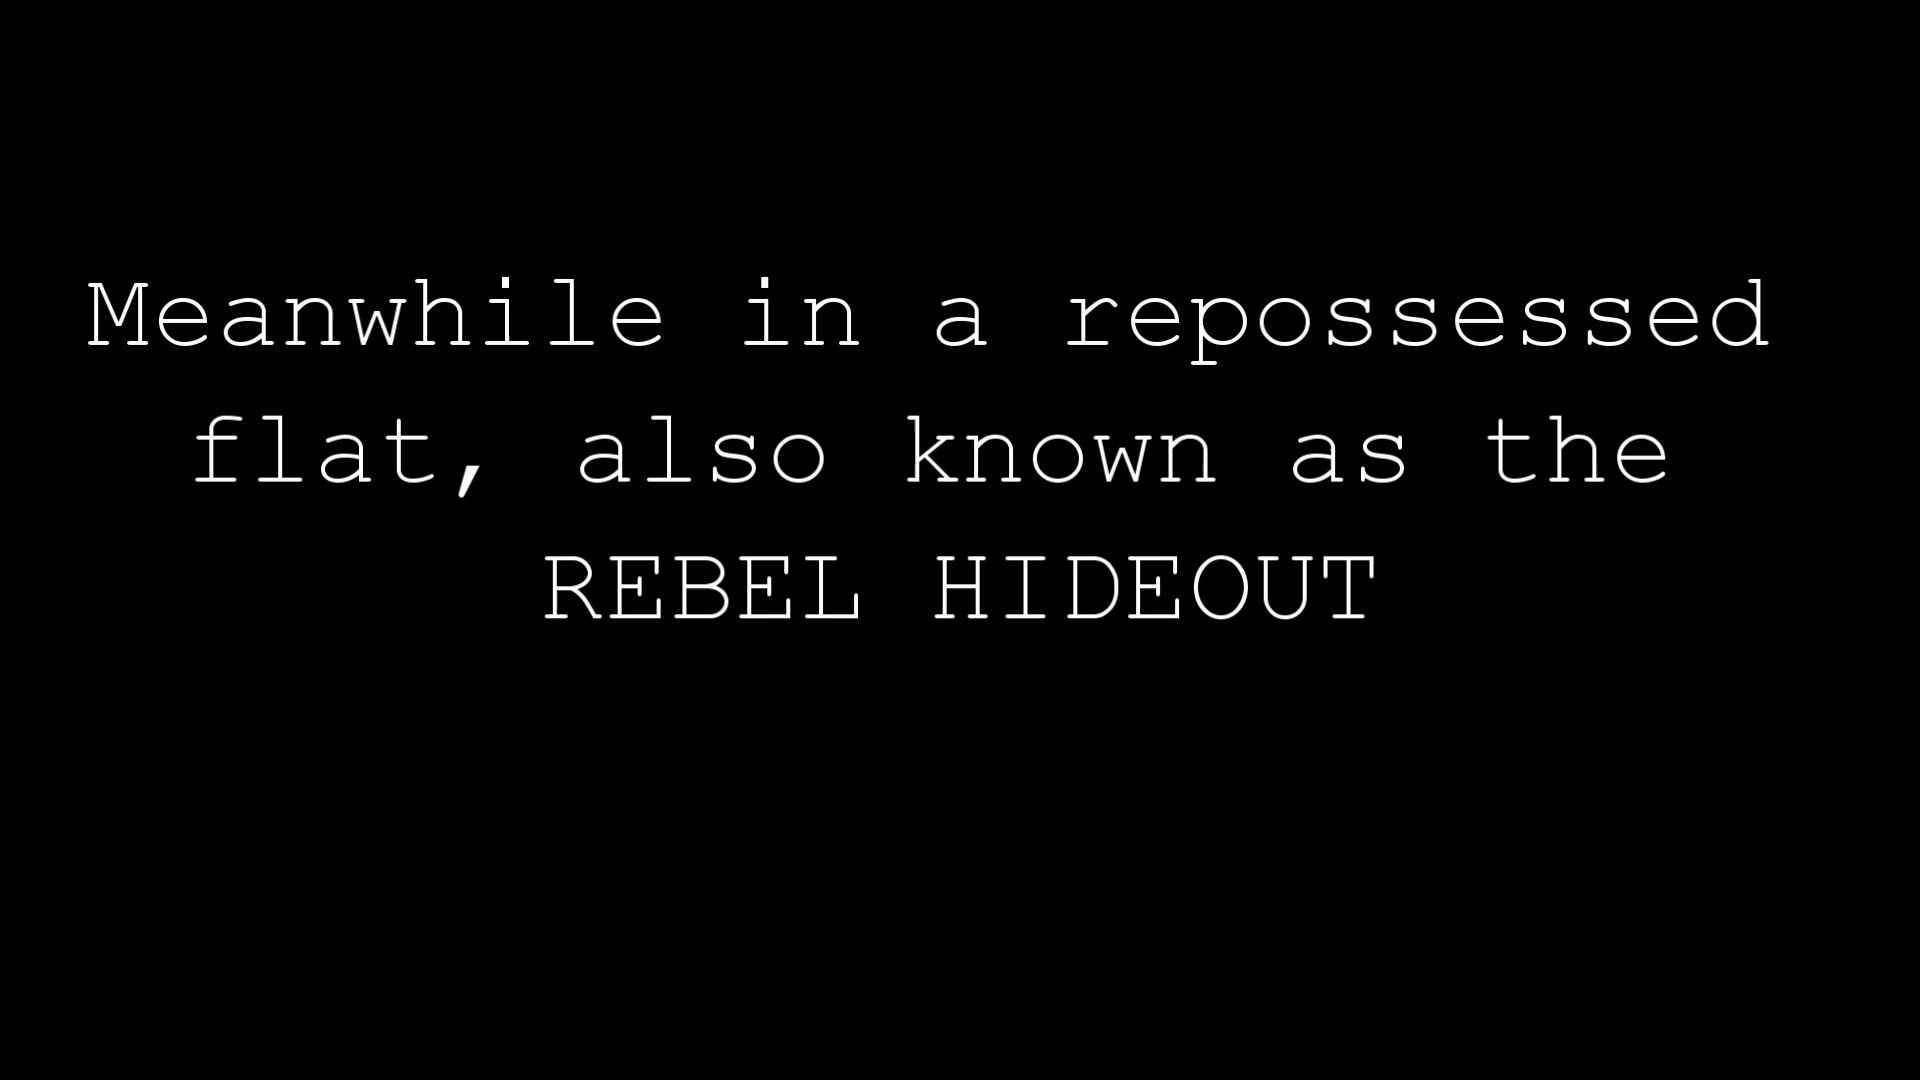 Meanwhile in a repossessed
flat, also known as the
REBEL HIDEOUT